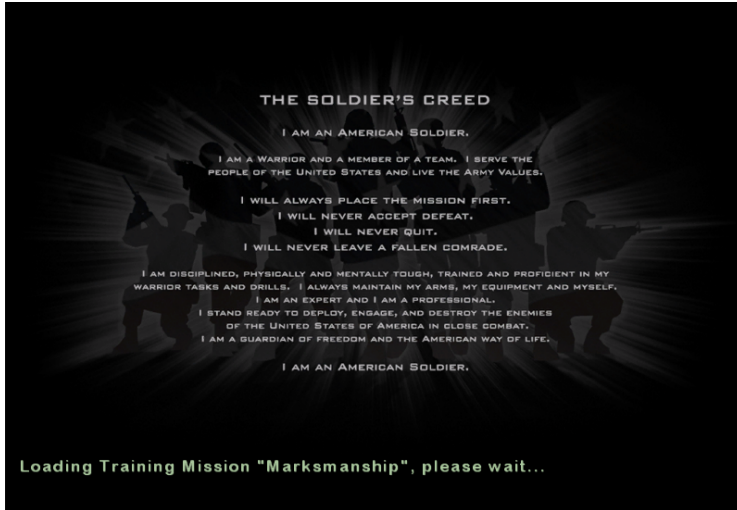 THE SOLDIER'S CREED
I AM AN AMERICAN SOLDIER.
I AM A WARRIOR AND A MEMBER OF A TEAM. I SERVE THE
PEOPLE OF THE UNITED STATES AND LIVE THE ARMY VALUES.
I WILL ALWAYS PLACE THE MISSION FIRST.
I WILL NEVER ACCEPT DEFEAT.
I WILL NEVER QUIT.
I WILL NEVER LEAVE A FALLEN COMRADE.
I AM DISCIPLINED, PHYSICALLY AND MENTALLY TOUGH, TRAINED AND PROFICIENT IN MY
WARRIOR TASKS AND DRILLS. I ALWAYS MAINTAIN MY ARMS, MY EQUIPMENT AND MYSELF.
I AM AN EXPERT AND I AM A PROFESSIONAL.
I STAND READY TO DEPLOY, ENGAGE, AND DESTROY THE ENEMIES
OF THE UNITED STATES OF AMERICA IN CLOSE COMBAT.
I AM A GUARDIAN OF FREEDOM AND THE AMERICAN WAY OF LIFE.
I AM AN AMERICAN SOLDIER.
Loading Training Mission "Marksmanship", please wait...